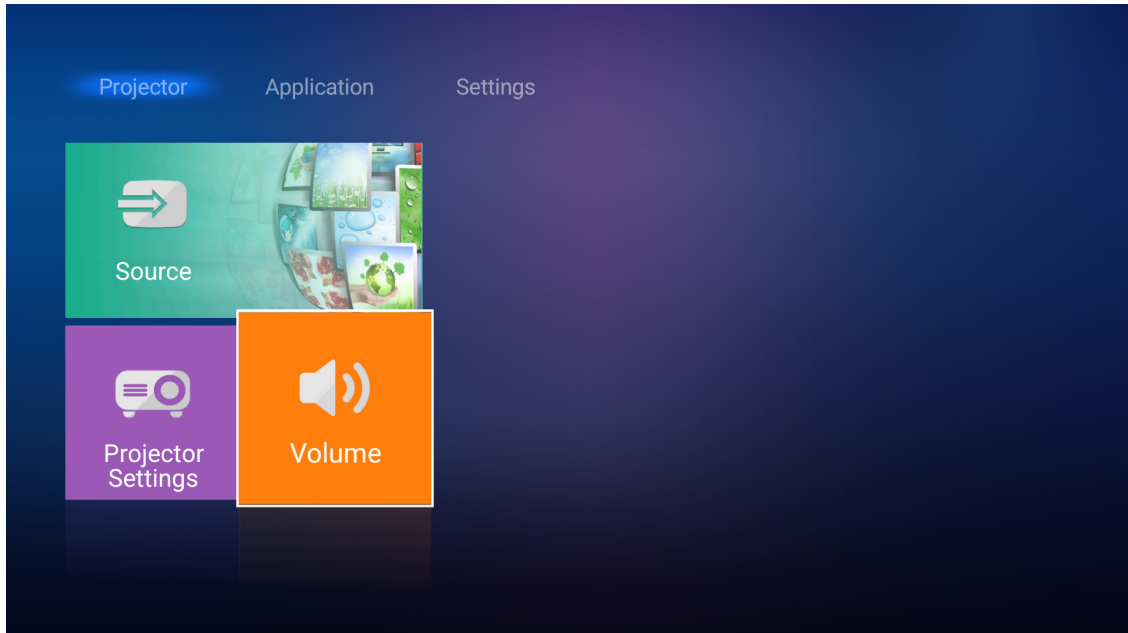 Projector Application Settings
Source
Projector
Settings
Volume